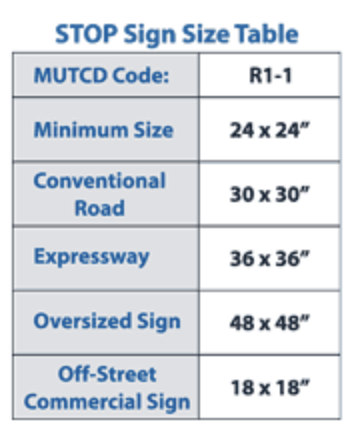 STOP Sign Size Table
MUTCD Code: R1-1
Minimum Size 24 x 24"
Conventional
Road 30 x 30"
Expressway 36 x 36"
Oversized Sign 48 x 48"
Off-Street
Commercial Sign 18 x 18"